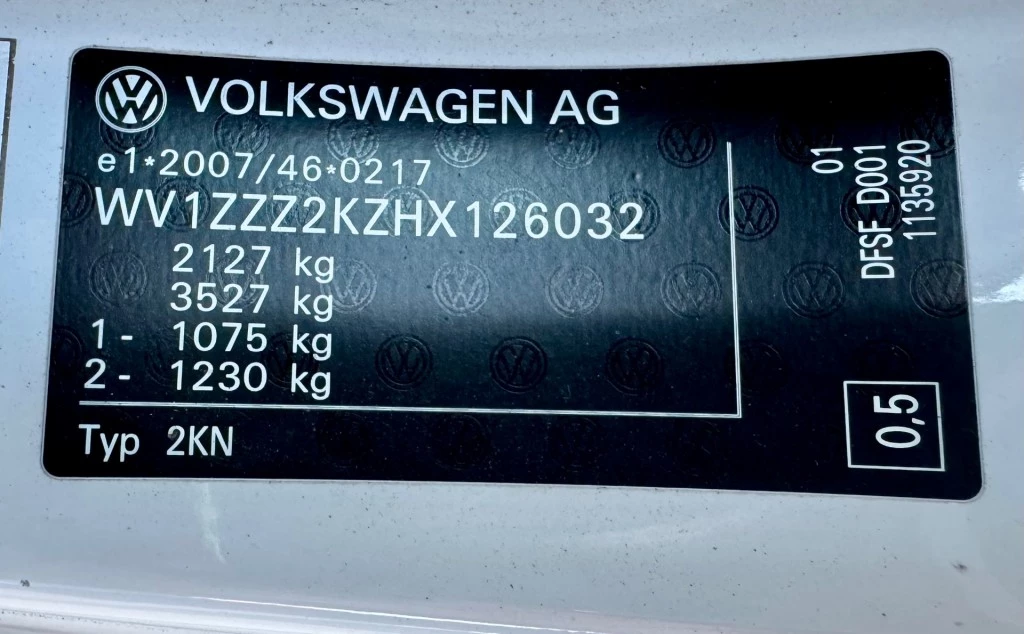 VOLKSWAGEN AG
e1*2007/46*0217
WV1ZZZ2KZHX126032
2127 kg
3527 kg
1 - 1075 kg
2 - 1230 kg
Typ 2KN
01
DFSF D001
1135920
0,5